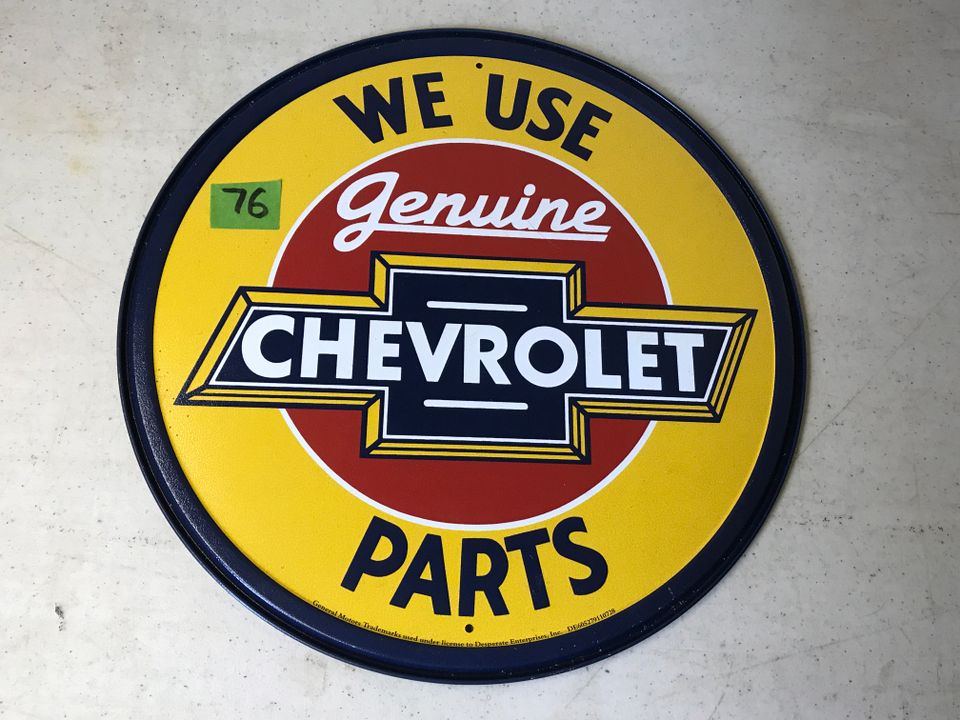 WE USE
76
Genuine
CHEVROLET
PARTS
General Motors Trademarks used under license to Desperate Enterprises, Inc.